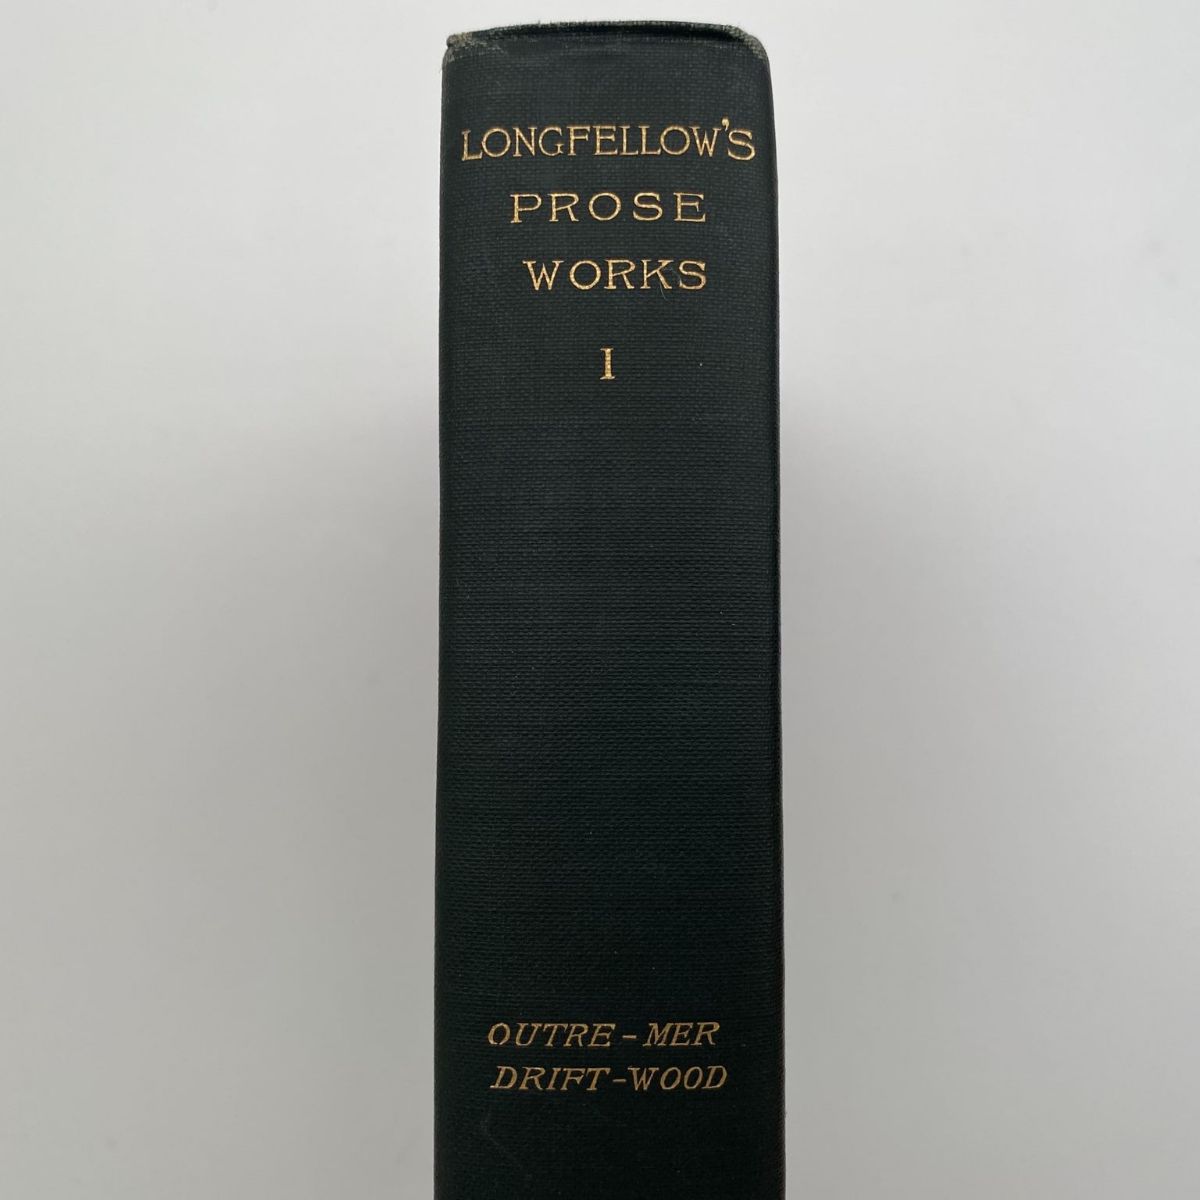 LONGFELLOW'S
PROSE
WORKS
I
OUTRE-MER
DRIFT-WOOD